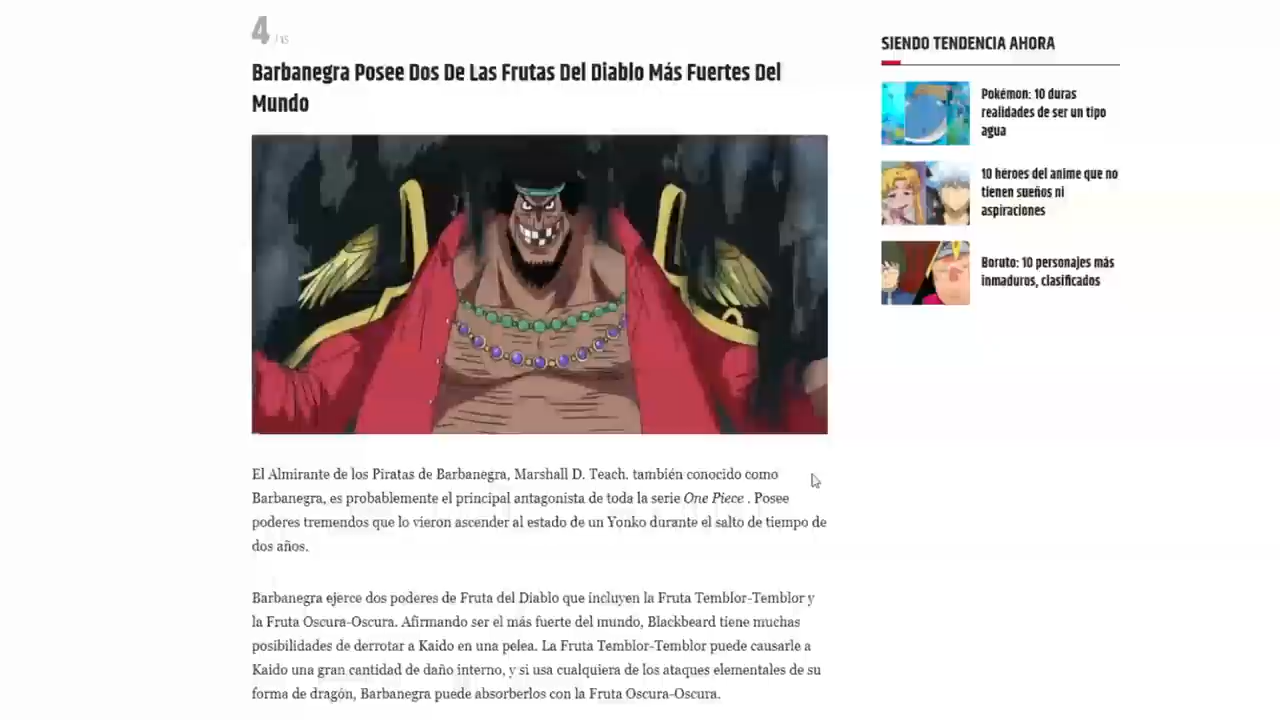 4 /15
Barbanegra Posee Dos De Las Frutas Del Diablo Más Fuertes Del
Mundo
El Almirante de los Piratas de Barbanegra, Marshall D. Teach. también conocido como
Barbanegra, es probablemente el principal antagonista de toda la serie One Piece . Posee
poderes tremendos que lo vieron ascender al estado de un Yonko durante el salto de tiempo de
dos años.
Barbanegra ejerce dos poderes de Fruta del Diablo que incluyen la Fruta Temblor-Temblor y
la Fruta Oscura-Oscura. Afirmando ser el más fuerte del mundo, Blackbeard tiene muchas
posibilidades de derrotar a Kaido en una pelea. La Fruta Temblor-Temblor puede causarle a
Kaido una gran cantidad de daño interno, y si usa cualquiera de los ataques elementales de su
forma de dragón, Barbanegra puede absorberlos con la Fruta Oscura-Oscura.
SIENDO TENDENCIA AHORA
Pokémon: 10 duras
realidades de ser un tipo
agua
10 héroes del anime que no
tienen sueños ni
aspiraciones
Boruto: 10 personajes más
inmaduros, clasificados